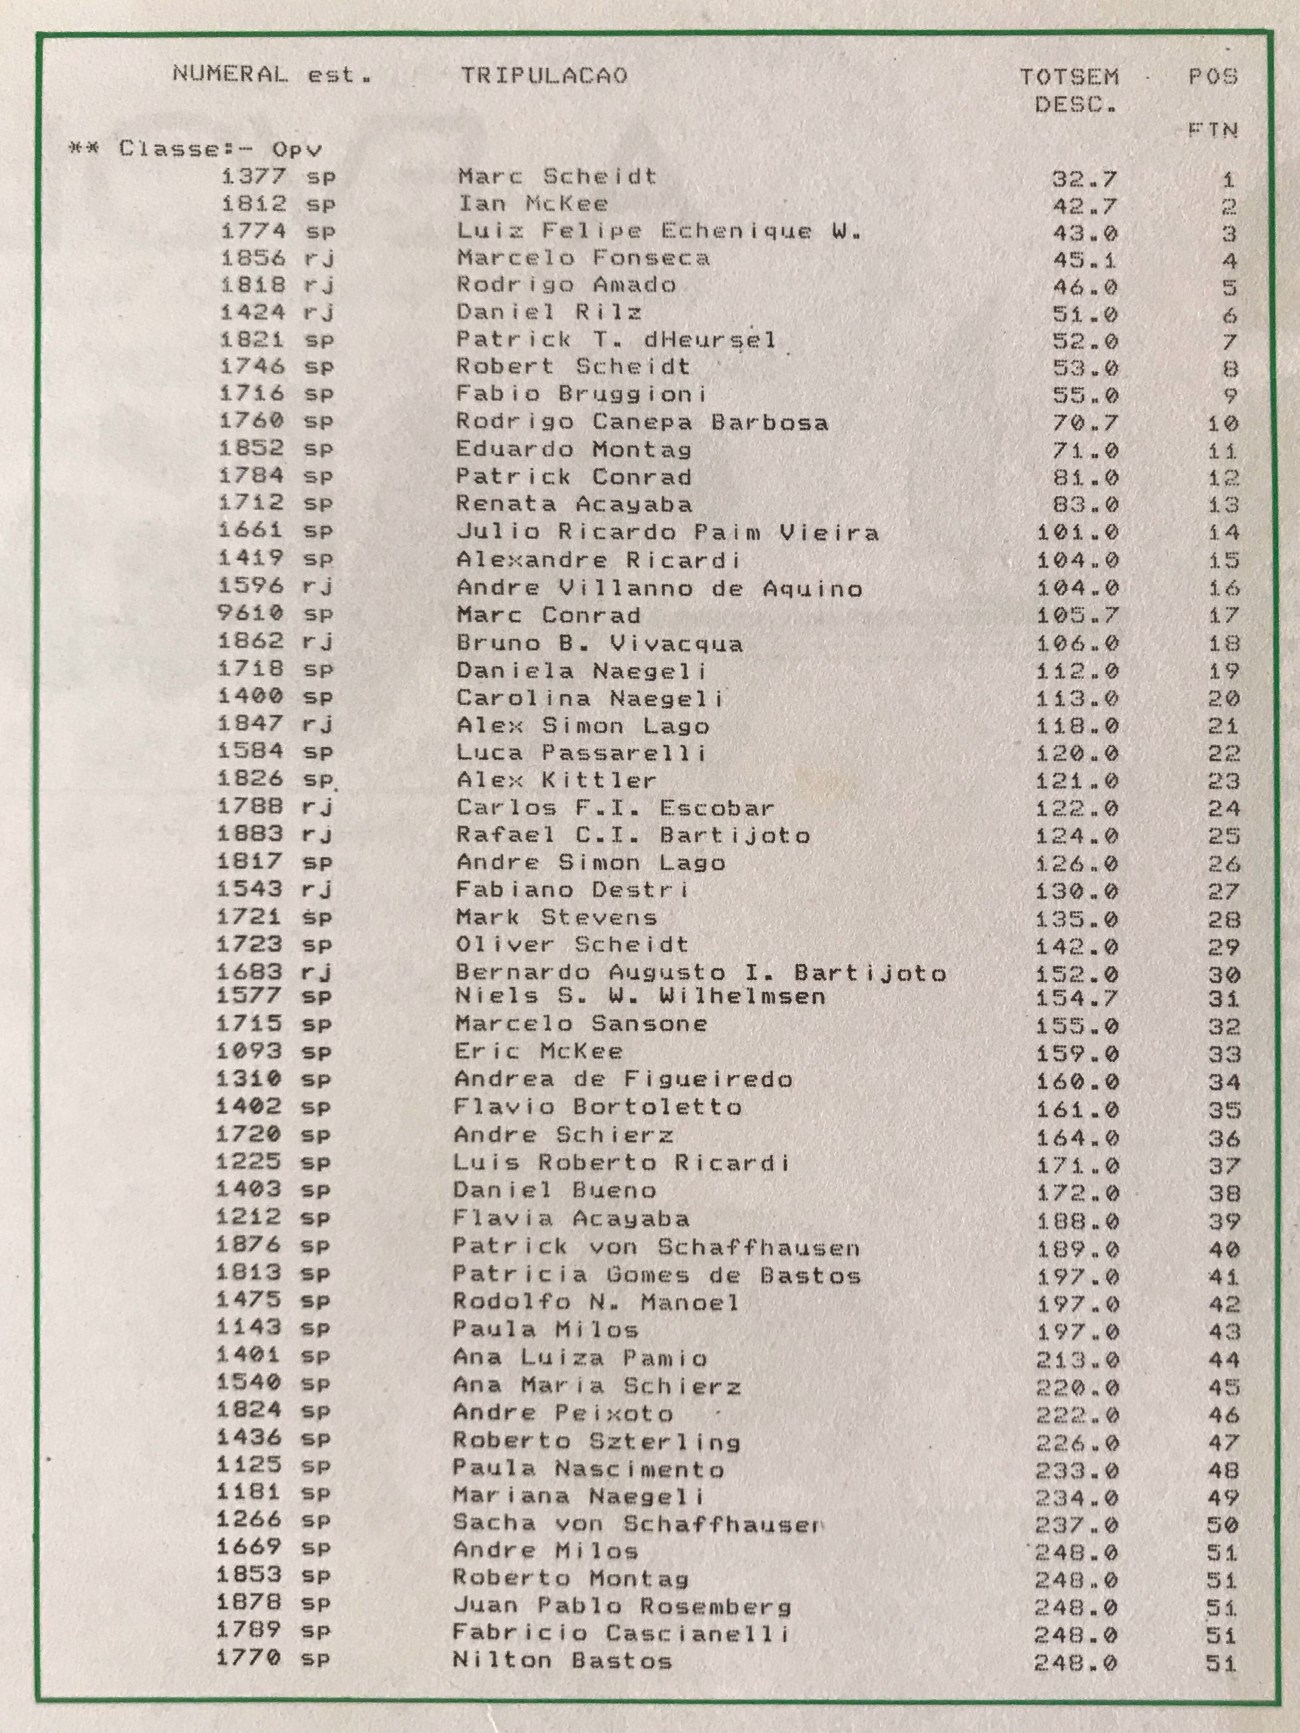 NUMERAL est. TRIPULACAO TOTSEM POS
DESC.
FIN
** Classe:- Opv
1377 sp Marc Scheidt 32.7 1
1812 sp Ian McKee 42.7 2
1774 sp Luiz Felipe Echenique W. 43.0 3
1856 rj Marcelo Fonseca 45.1 4
1818 rj Rodrigo Amado 46.0 5
1424 rj Daniel Rilz 51.0 6
1821 sp Patrick T. dHeursel 52.0 7
1746 sp Robert Scheidt 53.0 8
1716 sp Fabio Bruggioni 55.0 9
1760 sp Rodrigo Canepa Barbosa 70.7 10
1852 sp Eduardo Montag 71.0 11
1784 sp Patrick Conrad 81.0 12
1712 sp Renata Acayaba 83.0 13
1661 sp Julio Ricardo Paim Vieira 101.0 14
1419 sp Alexandre Ricardi 104.0 15
1596 rj Andre Villanno de Aquino 104.0 16
9610 sp Marc Conrad 105.7 17
1862 rj Bruno B. Vivacqua 106.0 18
1718 sp Daniela Naegeli 112.0 19
1400 sp Carolina Naegeli 113.0 20
1847 rj Alex Simon Lago 118.0 21
1584 sp Luca Passarelli 120.0 22
1826 sp Alex Kittler 121.0 23
1788 rj Carlos F.I. Escobar 122.0 24
1883 rj Rafael C.I. Bartijoto 124.0 25
1817 sp Andre Simon Lago 126.0 26
1543 rj Fabiano Destri 130.0 27
1721 sp Mark Stevens 135.0 28
1723 sp Oliver Scheidt 142.0 29
1683 rj Bernardo Augusto I. Bartijoto 152.0 30
1577 sp Niels S. W. Wilhelmsen 154.7 31
1715 sp Marcelo Sansone 155.0 32
1093 sp Eric McKee 159.0 33
1310 sp Andrea de Figueiredo 160.0 34
1402 sp Flavio Bortoletto 161.0 35
1720 sp Andre Schierz 164.0 36
1225 sp Luis Roberto Ricardi 171.0 37
1403 sp Daniel Bueno 172.0 38
1212 sp Flavia Acayaba 188.0 39
1876 sp Patrick von Schaffhausen 189.0 40
1813 sp Patricia Gomes de Bastos 197.0 41
1475 sp Rodolfo N. Manoel 197.0 42
1143 sp Paula Milos 197.0 43
1401 sp Ana Luiza Pamio 213.0 44
1540 sp Ana Maria Schierz 220.0 45
1824 sp Andre Peixoto 222.0 46
1436 sp Roberto Szterling 226.0 47
1125 sp Paula Nascimento 233.0 48
1181 sp Mariana Naegeli 234.0 49
1266 sp Sacha von Schaffhausen 237.0 50
1669 sp Andre Milos 248.0 51
1853 sp Roberto Montag 248.0 51
1878 sp Juan Pablo Rosemberg 248.0 51
1789 sp Fabricio Cascianelli 248.0 51
1770 sp Nilton Bastos 248.0 51